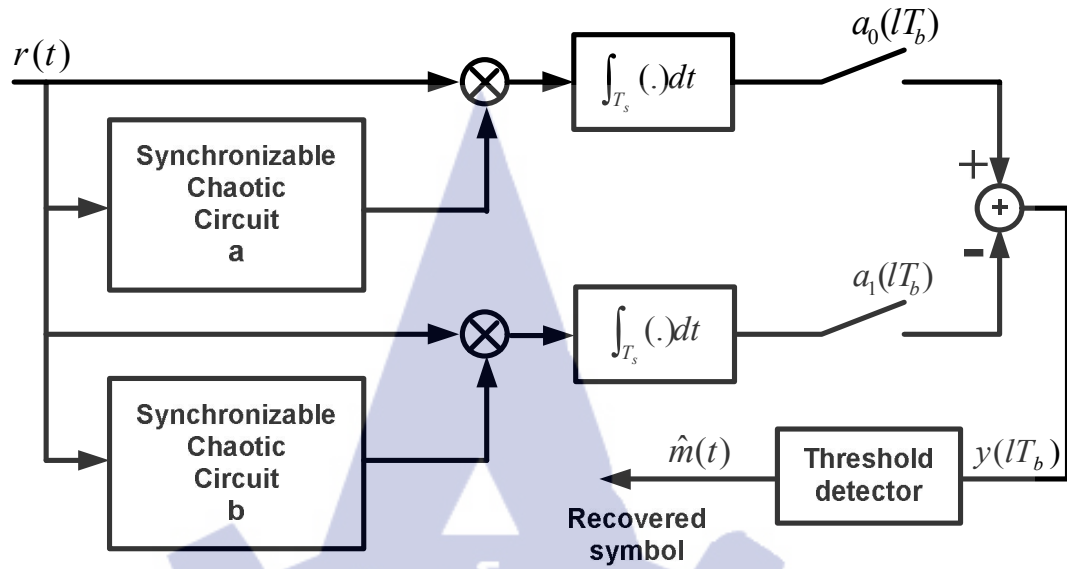 r(t)
a₀(lT_b)
∫_{T_s}(.)dt
Synchronizable
Chaotic
Circuit
a
+
+
-
a₁(lT_b)
∫_{T_s}(.)dt
Synchronizable
Chaotic
Circuit
b
m̂(t)
Threshold
detector
y(lT_b)
Recovered
symbol